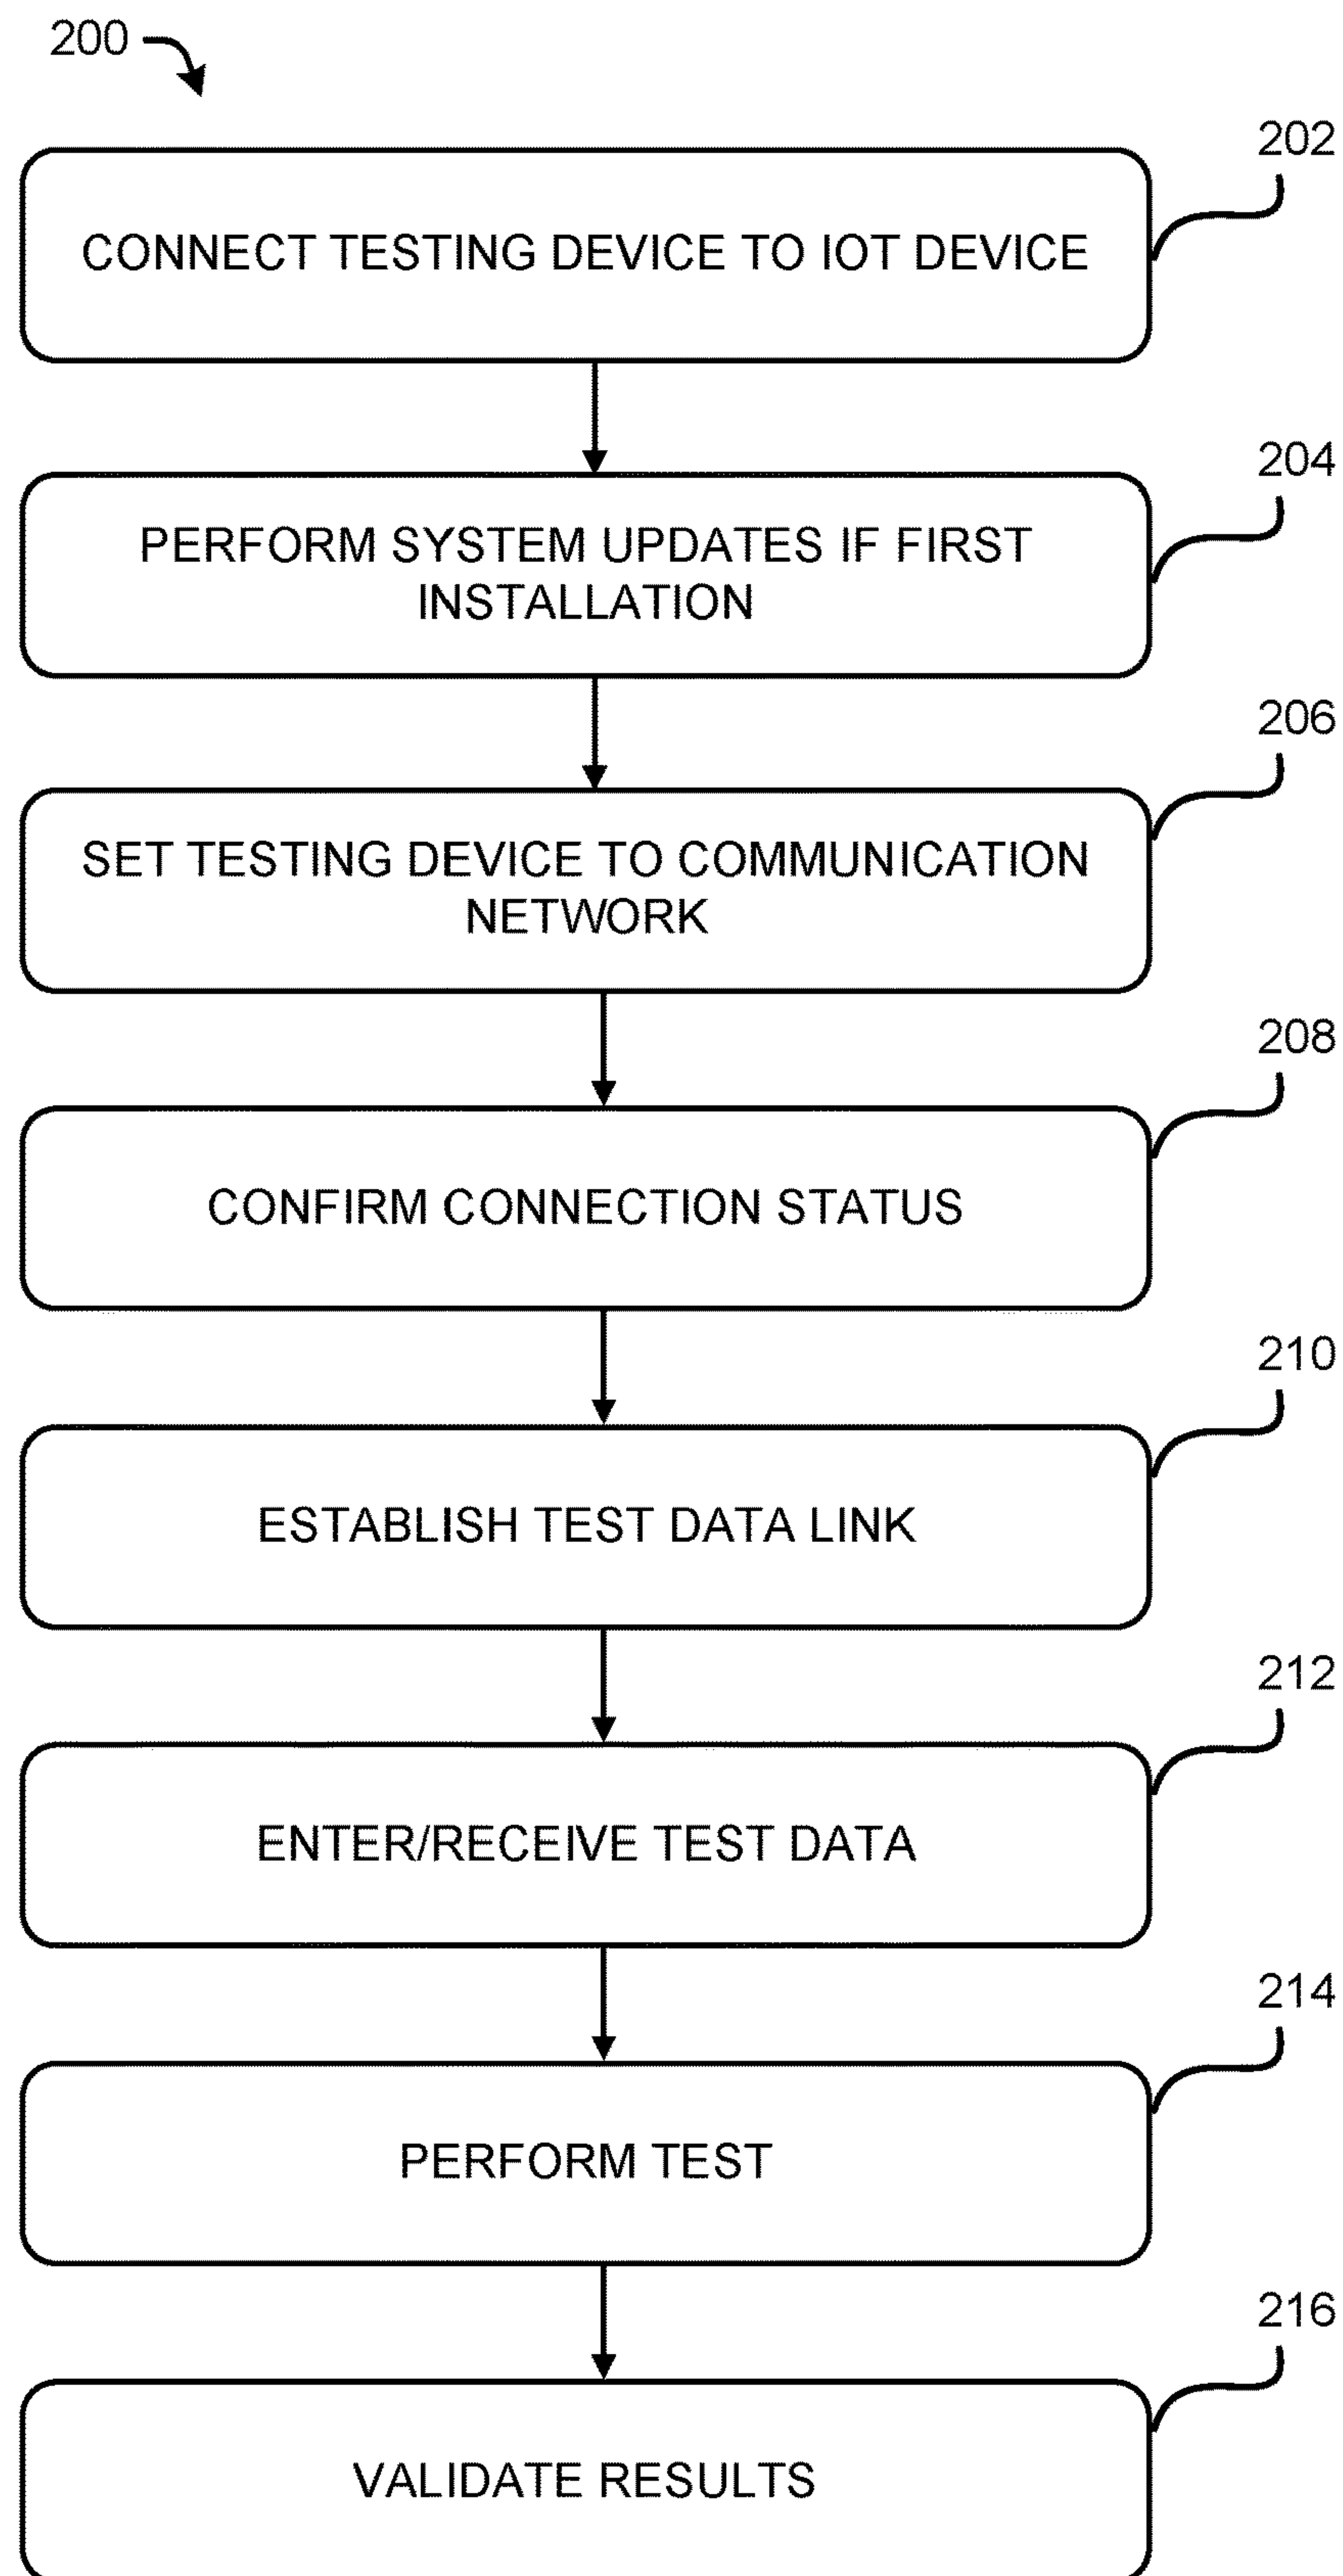 200
202
CONNECT TESTING DEVICE TO IOT DEVICE
204
PERFORM SYSTEM UPDATES IF FIRST
INSTALLATION
206
SET TESTING DEVICE TO COMMUNICATION
NETWORK
208
CONFIRM CONNECTION STATUS
210
ESTABLISH TEST DATA LINK
212
ENTER/RECEIVE TEST DATA
214
PERFORM TEST
216
VALIDATE RESULTS